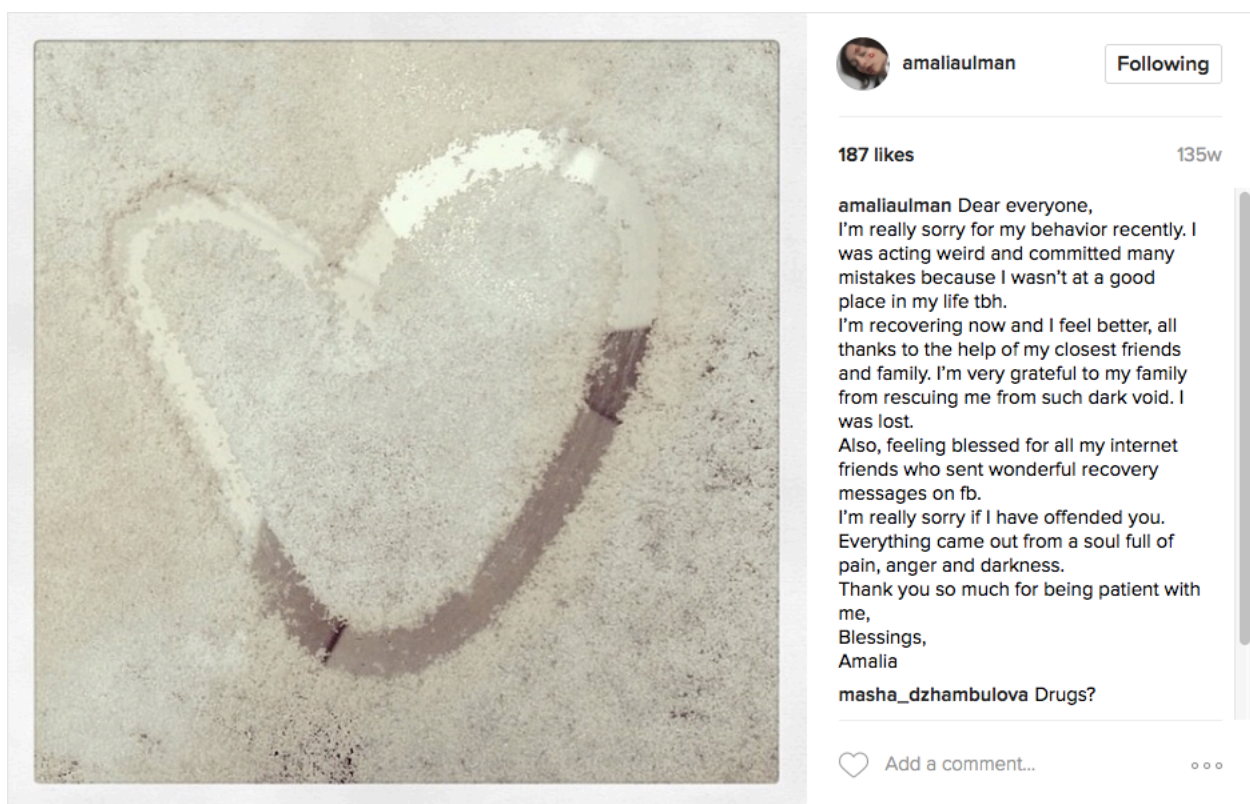 amaliaulman
Following
187 likes
135w
amaliaulman Dear everyone,
I'm really sorry for my behavior recently. I
was acting weird and committed many
mistakes because I wasn't at a good
place in my life tbh.
I'm recovering now and I feel better, all
thanks to the help of my closest friends
and family. I'm very grateful to my family
from rescuing me from such dark void. I
was lost.
Also, feeling blessed for all my internet
friends who sent wonderful recovery
messages on fb.
I'm really sorry if I have offended you.
Everything came out from a soul full of
pain, anger and darkness.
Thank you so much for being patient with
me,
Blessings,
Amalia
masha_dzhambulova Drugs?
Add a comment...